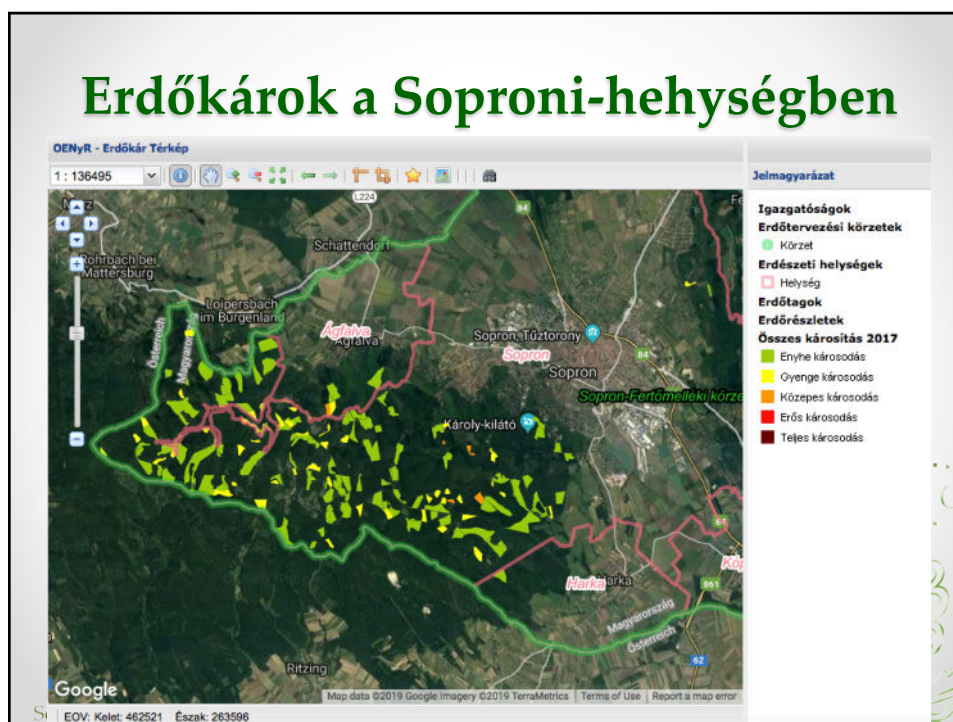 Erdőkárok a Soproni-hehységben
OENyR - Erdőkár Térkép
1 : 136495
Jelmagyarázat
Igazgatóságok
Erdőtervezési körzetek
Körzet
Erdészeti helységek
Helység
Erdőtagok
Erdőrészletek
Összes károsítás 2017
Enyhe károsodás
Gyenge károsodás
Közepes károsodás
Erős károsodás
Teljes károsodás
L224
84
Schattendorf
Rohrbach bei
Mattersburg
Loipersbach
im Burgenland
Österreich
Magyarország
Ágfalva
Ágfalva
Sopron, Tűztorony
Sopron
Sopron
84
Sopron-Fertőmelléki körze
Károly-kilátó
84
Kóp
Harka
Harka
861
Magyarország
Österreich
62
Ritzing
Google
Map data ©2019 Google Imagery ©2019 TerraMetrics
Terms of Use
Report a map error
EOV: Kelet: 462521 Észak: 263596